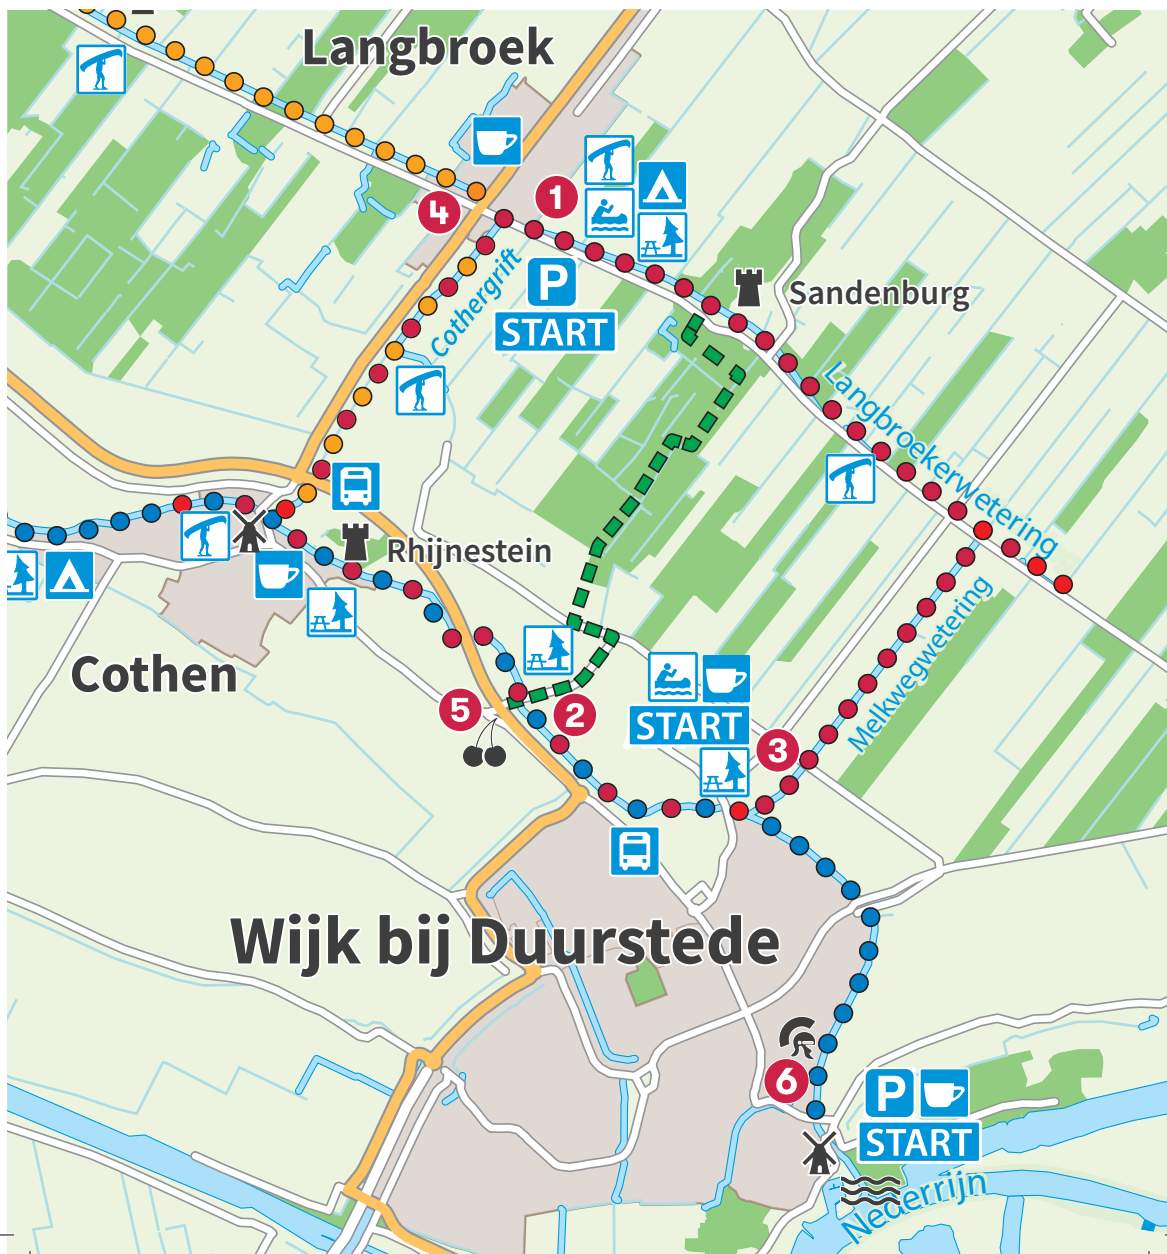 Langbroek
4
1
Cothergrift
P
START
Sandenburg
Langbroekerwetering
Rhijnestein
Melkwegwetering
Cothen
5
2
START
3
Wijk bij Duurstede
6
P
START
Nederrijn